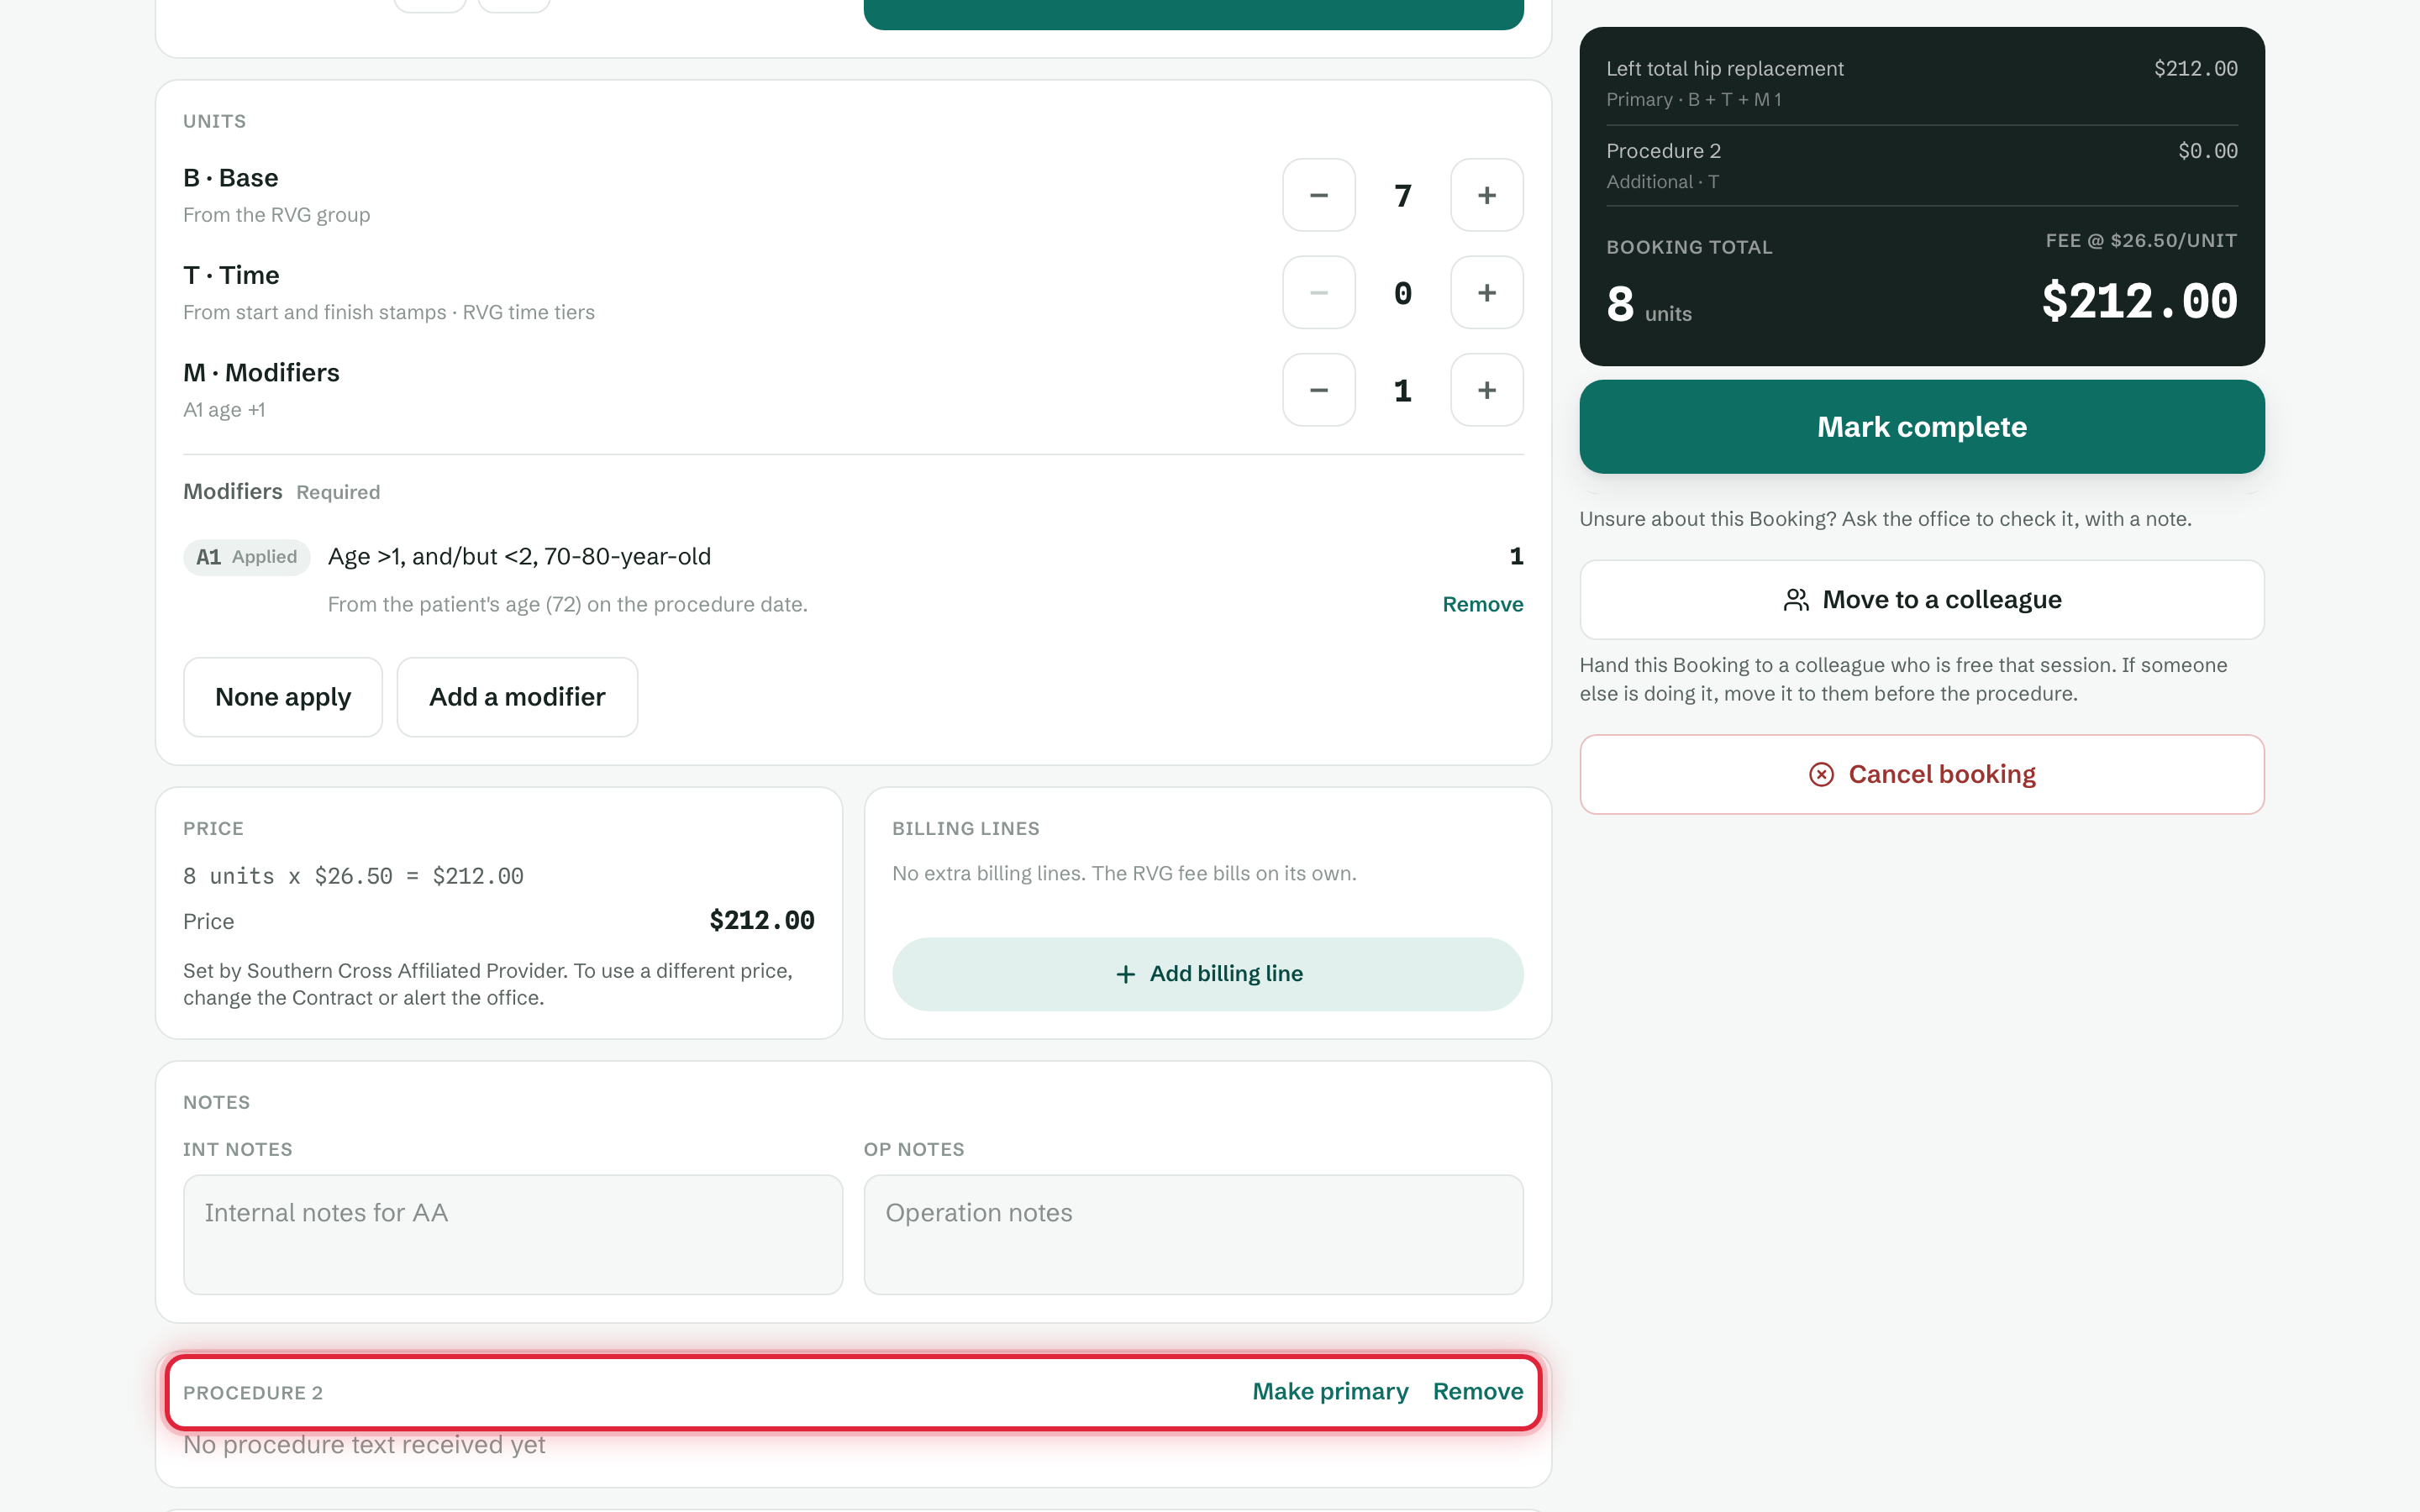 UNITS
B · Base
From the RVG group
− 7 +
T · Time
From start and finish stamps · RVG time tiers
− 0 +
M · Modifiers
A1 age +1
− 1 +
Modifiers Required
A1 Applied Age >1, and/but <2, 70-80-year-old 1
From the patient's age (72) on the procedure date. Remove
None apply Add a modifier
PRICE
8 units x $26.50 = $212.00
Price $212.00
Set by Southern Cross Affiliated Provider. To use a different price,
change the Contract or alert the office.
BILLING LINES
No extra billing lines. The RVG fee bills on its own.
+ Add billing line
NOTES
INT NOTES
Internal notes for AA
OP NOTES
Operation notes
PROCEDURE 2 Make primary Remove
No procedure text received yet
Left total hip replacement $212.00
Primary · B + T + M 1
Procedure 2 $0.00
Additional · T
BOOKING TOTAL FEE @ $26.50/UNIT
8 units $212.00
Mark complete
Unsure about this Booking? Ask the office to check it, with a note.
Move to a colleague
Hand this Booking to a colleague who is free that session. If someone
else is doing it, move it to them before the procedure.
Cancel booking